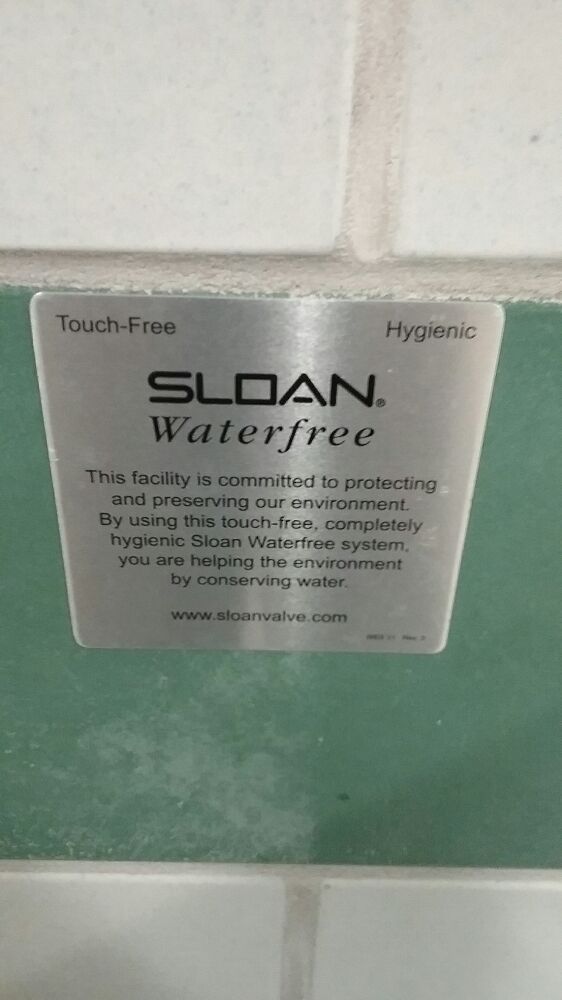 Touch-Free Hygienic
SLOAN®
Waterfree
This facility is committed to protecting
and preserving our environment.
By using this touch-free, completely
hygienic Sloan Waterfree system,
you are helping the environment
by conserving water.
www.sloanvalve.com